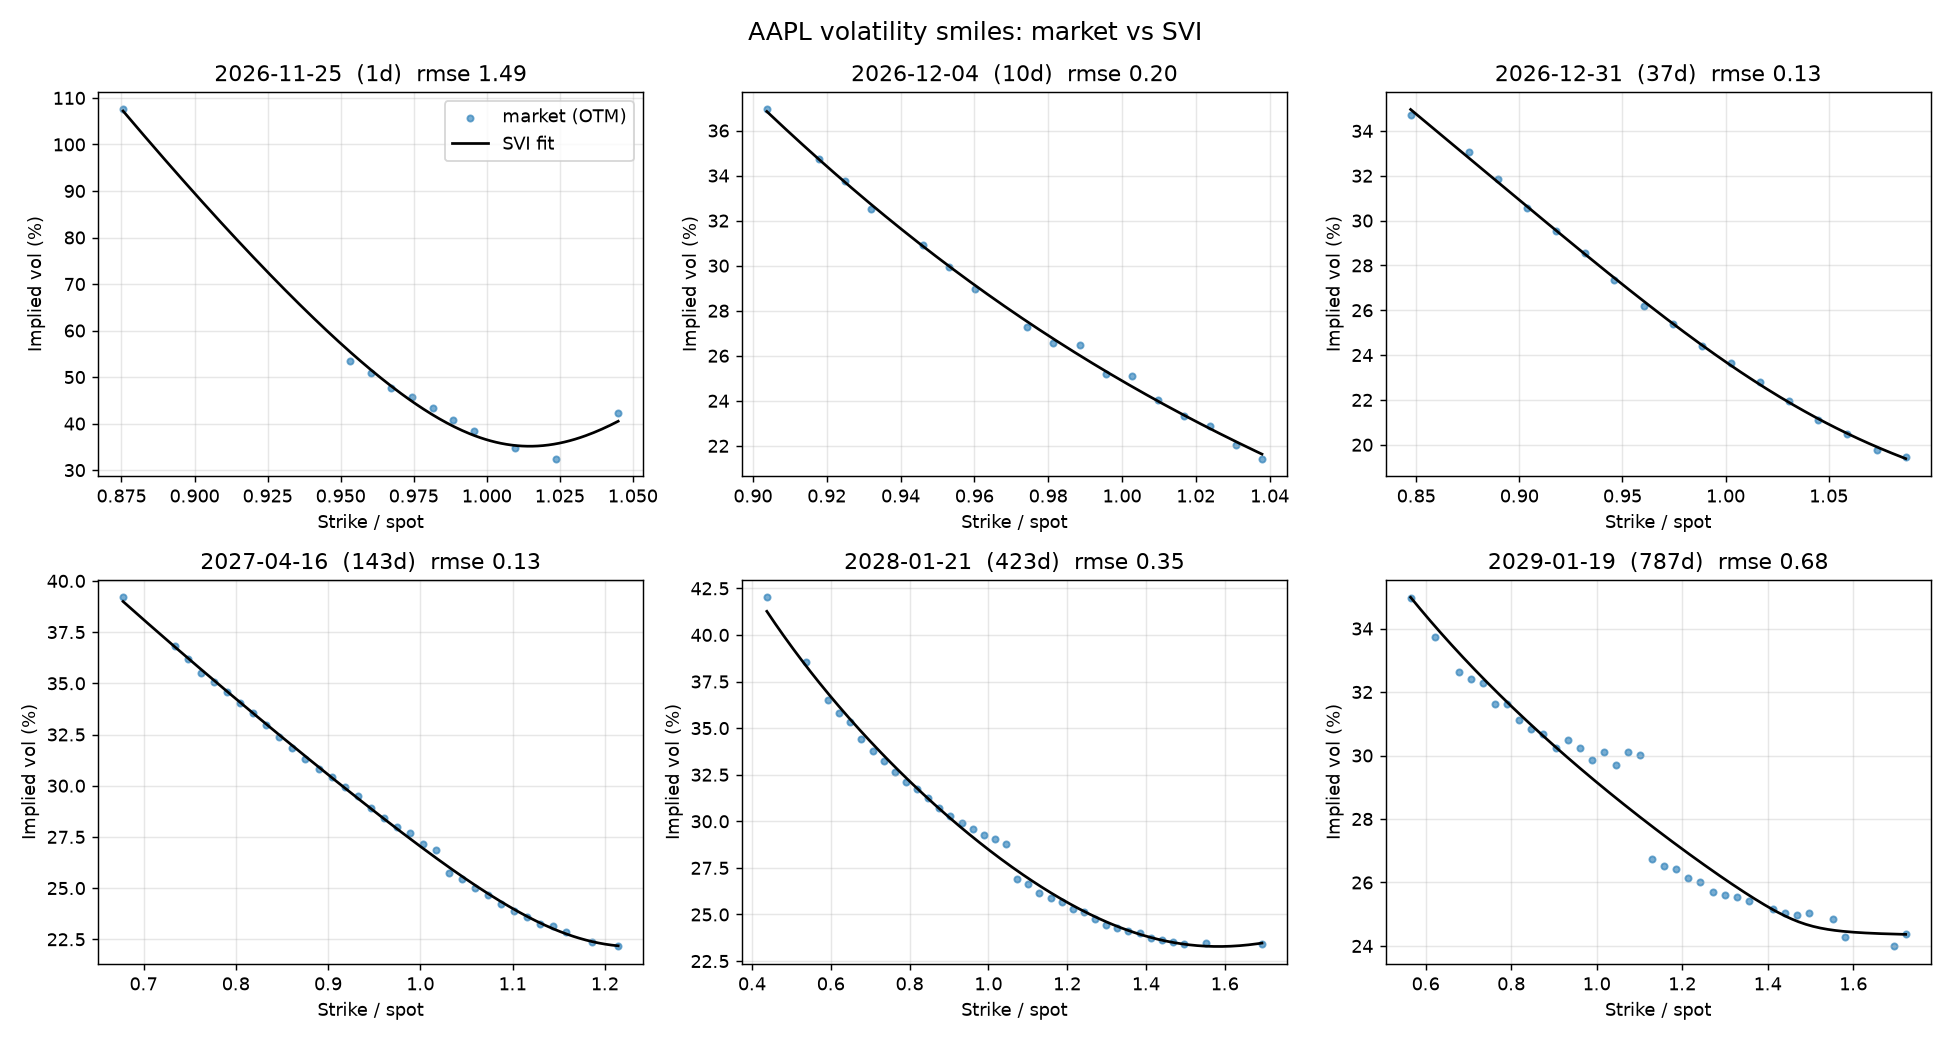 AAPL volatility smiles: market vs SVI
2026-11-25  (1d)  rmse 1.49
110
100
90
80
70
60
50
40
30
Implied vol (%)
market (OTM)
SVI fit
0.875 0.900 0.925 0.950 0.975 1.000 1.025 1.050
Strike / spot
2026-12-04  (10d)  rmse 0.20
36
34
32
30
28
26
24
22
Implied vol (%)
0.90 0.92 0.94 0.96 0.98 1.00 1.02 1.04
Strike / spot
2026-12-31  (37d)  rmse 0.13
34
32
30
28
26
24
22
20
Implied vol (%)
0.85 0.90 0.95 1.00 1.05
Strike / spot
2027-04-16  (143d)  rmse 0.13
40.0
37.5
35.0
32.5
30.0
27.5
25.0
22.5
Implied vol (%)
0.7 0.8 0.9 1.0 1.1 1.2
Strike / spot
2028-01-21  (423d)  rmse 0.35
42.5
40.0
37.5
35.0
32.5
30.0
27.5
25.0
22.5
Implied vol (%)
0.4 0.6 0.8 1.0 1.2 1.4 1.6
Strike / spot
2029-01-19  (787d)  rmse 0.68
34
32
30
28
26
24
Implied vol (%)
0.6 0.8 1.0 1.2 1.4 1.6
Strike / spot